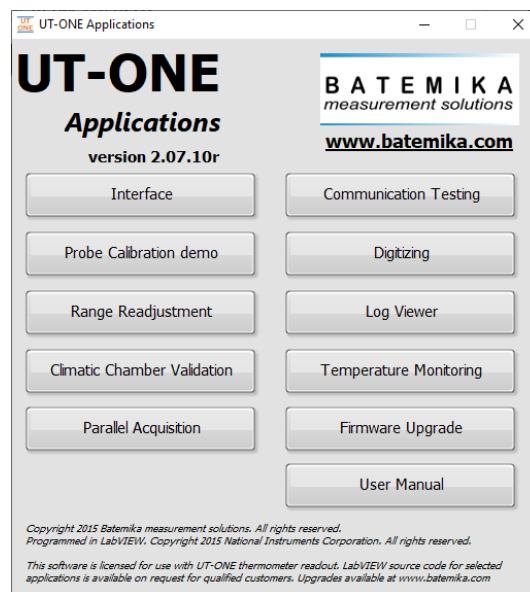 UT-ONE Applications
UT-ONE
Applications
version 2.07.10r
BATEMIKA
measurement solutions
www.batemika.com
Interface
Communication Testing
Probe Calibration demo
Digitizing
Range Readjustment
Log Viewer
Climatic Chamber Validation
Temperature Monitoring
Parallel Acquisition
Firmware Upgrade
User Manual
Copyright 2015 Batemika measurement solutions. All rights reserved.
Programmed in LabVIEW. Copyright 2015 National Instruments Corporation. All rights reserved.
This software is licensed for use with UT-ONE thermometer readout. LabVIEW source code for selected
applications is available on request for qualified customers. Upgrades available at www.batemika.com